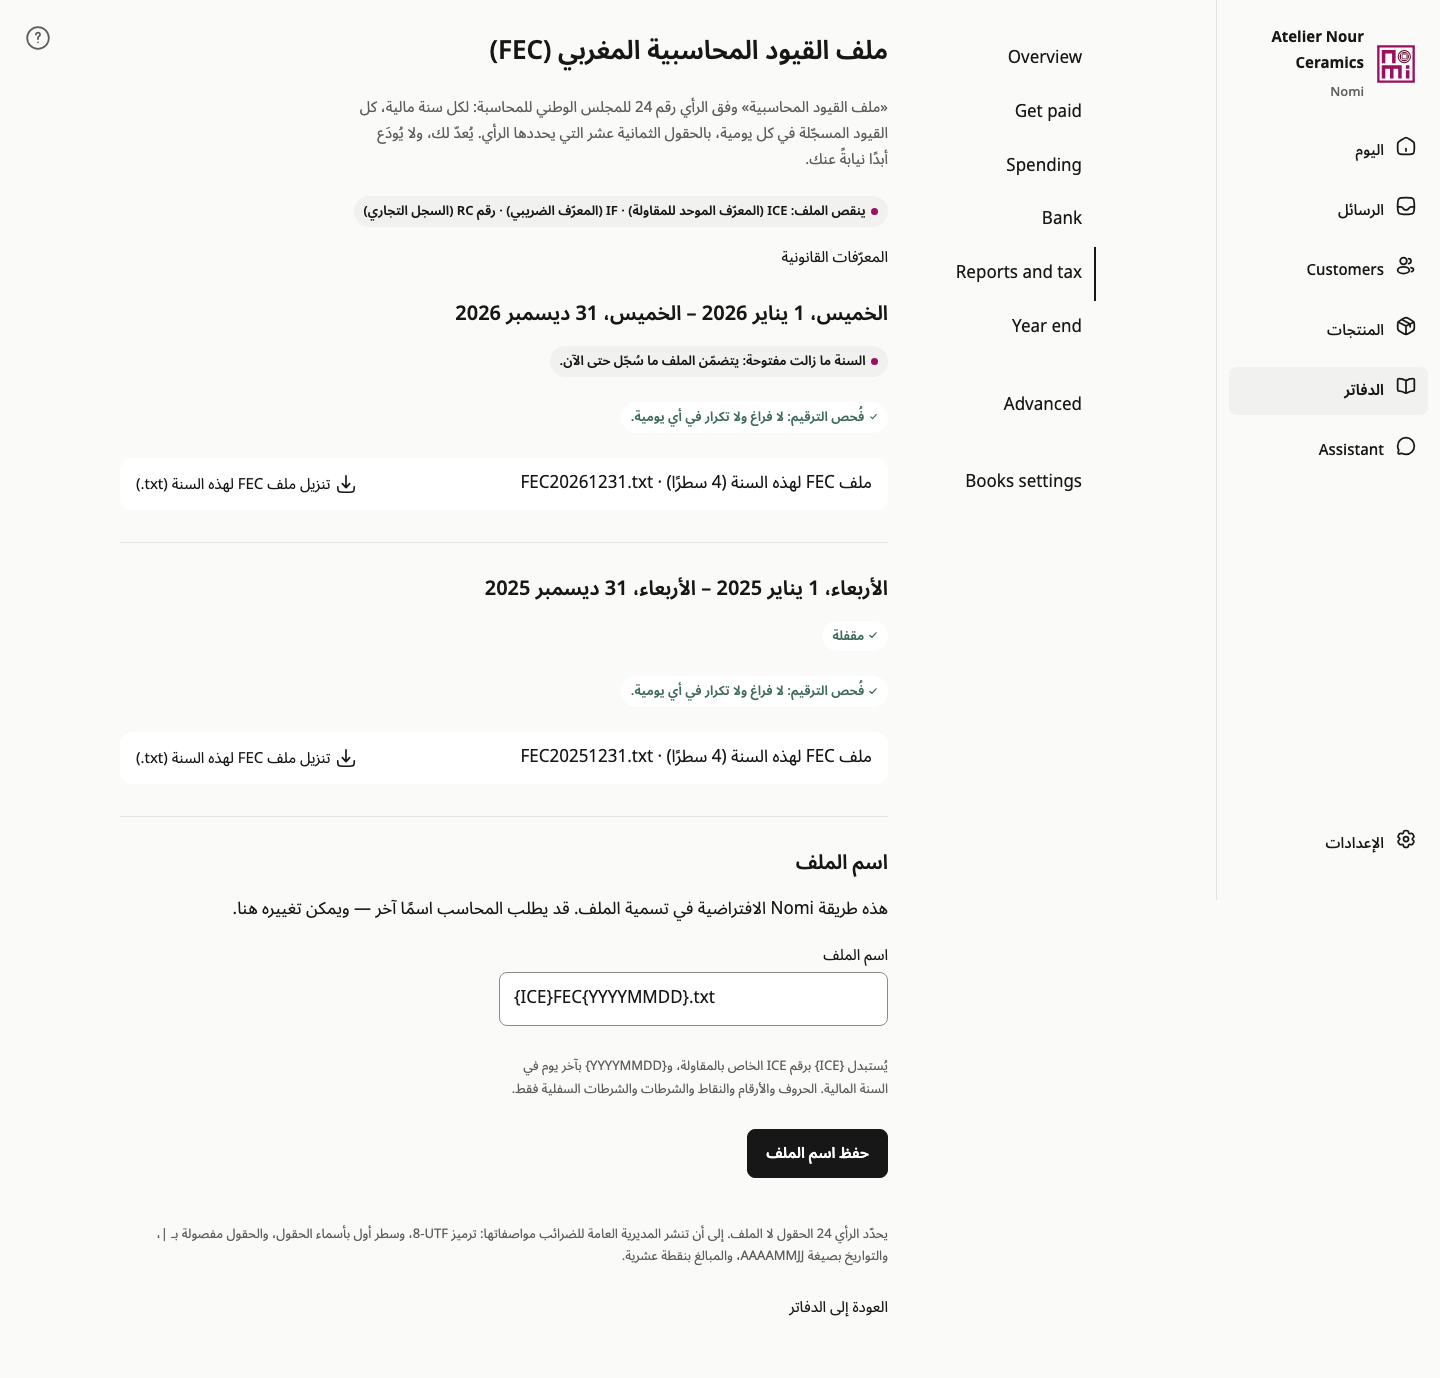 Atelier Nour
Ceramics
Nomi
اليوم
الرسائل
Customers
المنتجات
الدفاتر
Assistant
الإعدادات
Overview
Get paid
Spending
Bank
Reports and tax
Year end
Advanced
Books settings
ملف القيود المحاسبية المغربي (FEC)
«ملف القيود المحاسبية» وفق الرأي رقم 24 للمجلس الوطني للمحاسبة: لكل سنة مالية، كل
القيود المسجّلة في كل يومية، بالحقول الثمانية عشر التي يحددها الرأي. يُعدّ لك، ولا يُودَع
أبدًا نيابةً عنك.
ينقص الملف: ICE (المعرّف الموحد للمقاولة) · IF (المعرّف الضريبي) · رقم RC (السجل التجاري)
المعرّفات القانونية
الخميس، 1 يناير 2026 – الخميس، 31 ديسمبر 2026
السنة ما زالت مفتوحة: يتضمّن الملف ما سُجّل حتى الآن.
فُحص الترقيم: لا فراغ ولا تكرار في أي يومية.
ملف FEC لهذه السنة (4 سطرًا) · FEC20261231.txt
تنزيل ملف FEC لهذه السنة (txt.)
الأربعاء، 1 يناير 2025 – الأربعاء، 31 ديسمبر 2025
مقفلة
فُحص الترقيم: لا فراغ ولا تكرار في أي يومية.
ملف FEC لهذه السنة (4 سطرًا) · FEC20251231.txt
تنزيل ملف FEC لهذه السنة (txt.)
اسم الملف
هذه طريقة Nomi الافتراضية في تسمية الملف. قد يطلب المحاسب اسمًا آخر — ويمكن تغييره هنا.
اسم الملف
{ICE}FEC{YYYYMMDD}.txt
يُستبدل {ICE} برقم ICE الخاص بالمقاولة، و{YYYYMMDD} بآخر يوم في
السنة المالية. الحروف والأرقام والنقاط والشرطات والشرطات السفلية فقط.
حفظ اسم الملف
يحدّد الرأي 24 الحقول لا الملف. إلى أن تنشر المديرية العامة للضرائب مواصفاتها: ترميز UTF-8، وسطر أول بأسماء الحقول، والحقول مفصولة بـ |،
والتواريخ بصيغة AAAAMMJJ، والمبالغ بنقطة عشرية.
العودة إلى الدفاتر